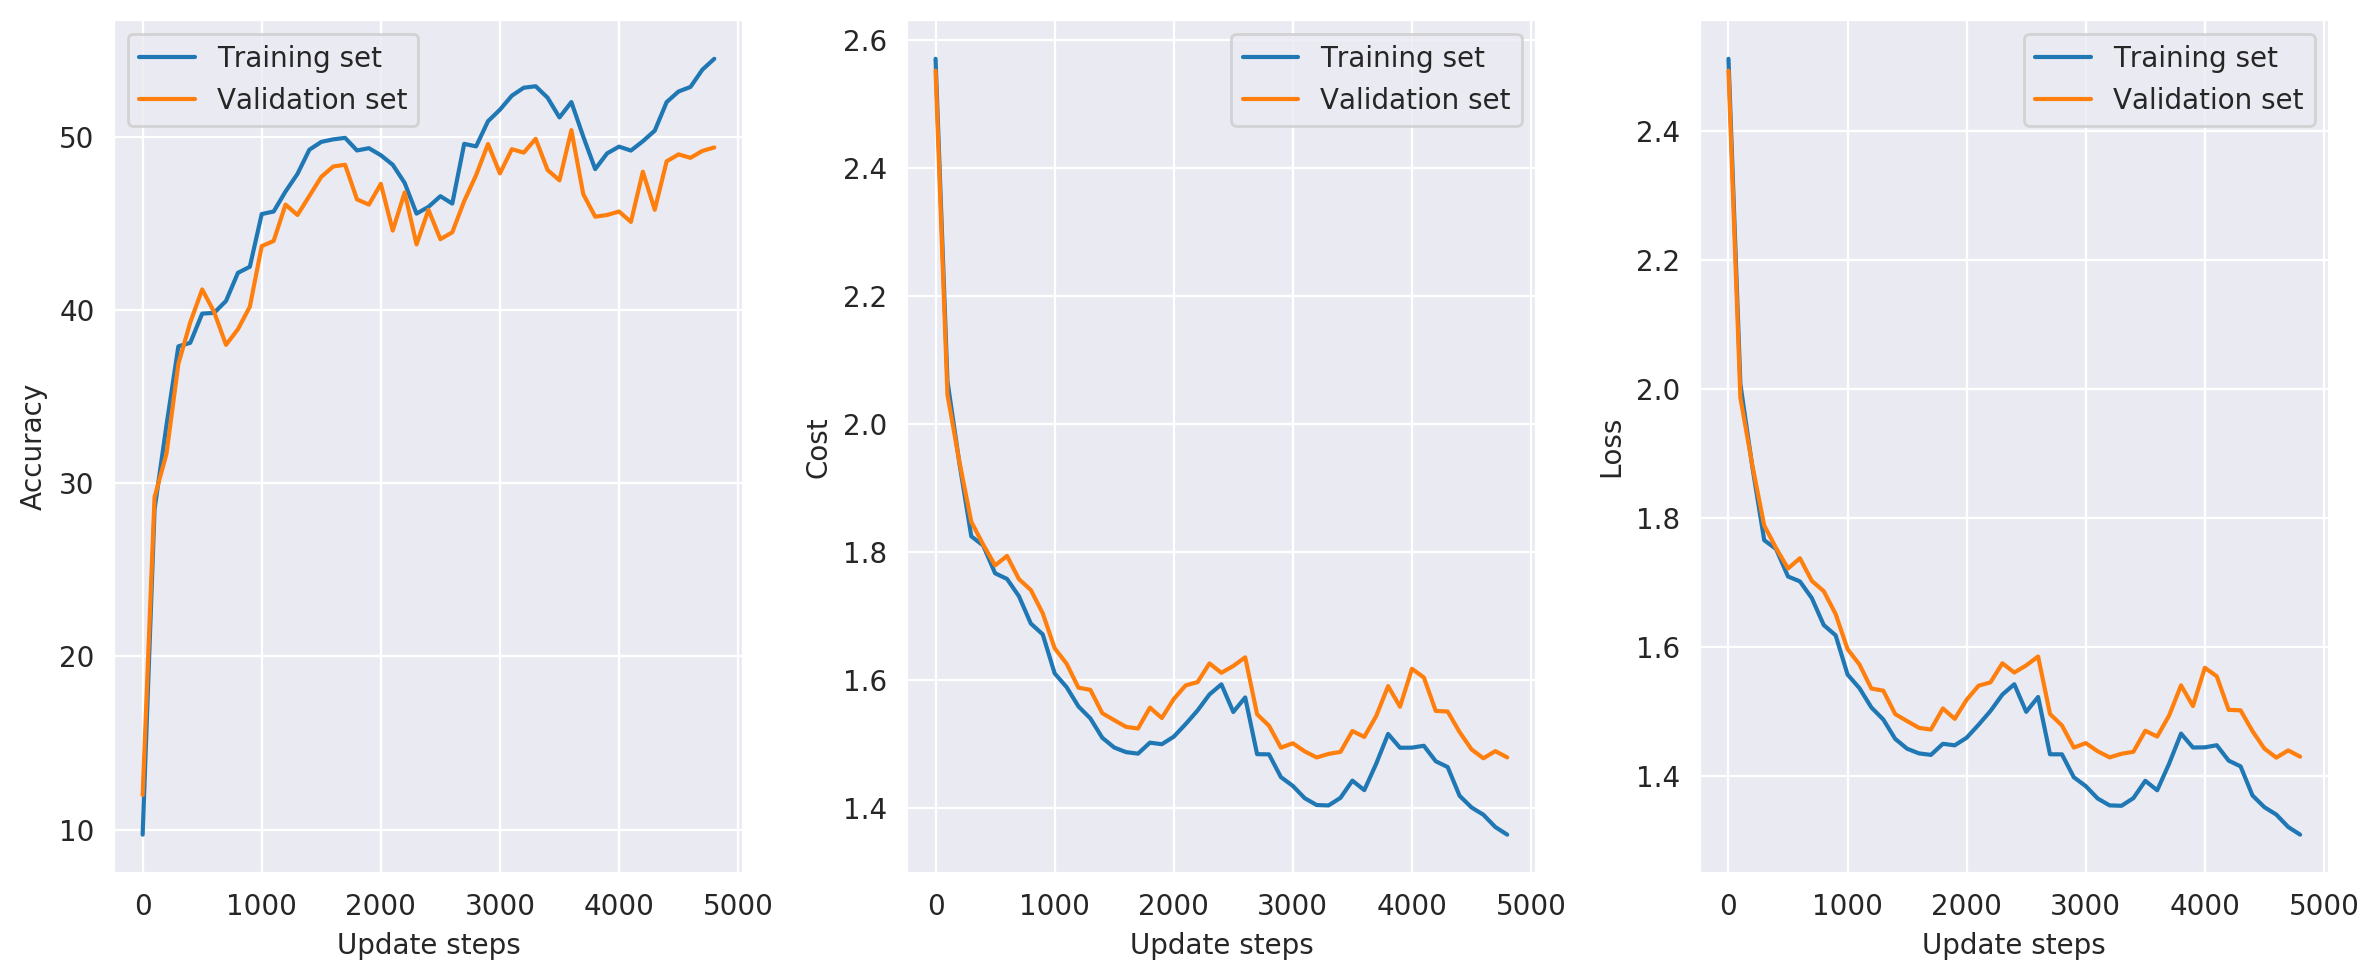 Training set
Validation set
50
40
30
20
10
Accuracy
0 1000 2000 3000 4000 5000
Update steps
Training set
Validation set
2.6
2.4
2.2
2.0
1.8
1.6
1.4
Cost
0 1000 2000 3000 4000 5000
Update steps
Training set
Validation set
2.4
2.2
2.0
1.8
1.6
1.4
Loss
0 1000 2000 3000 4000 5000
Update steps